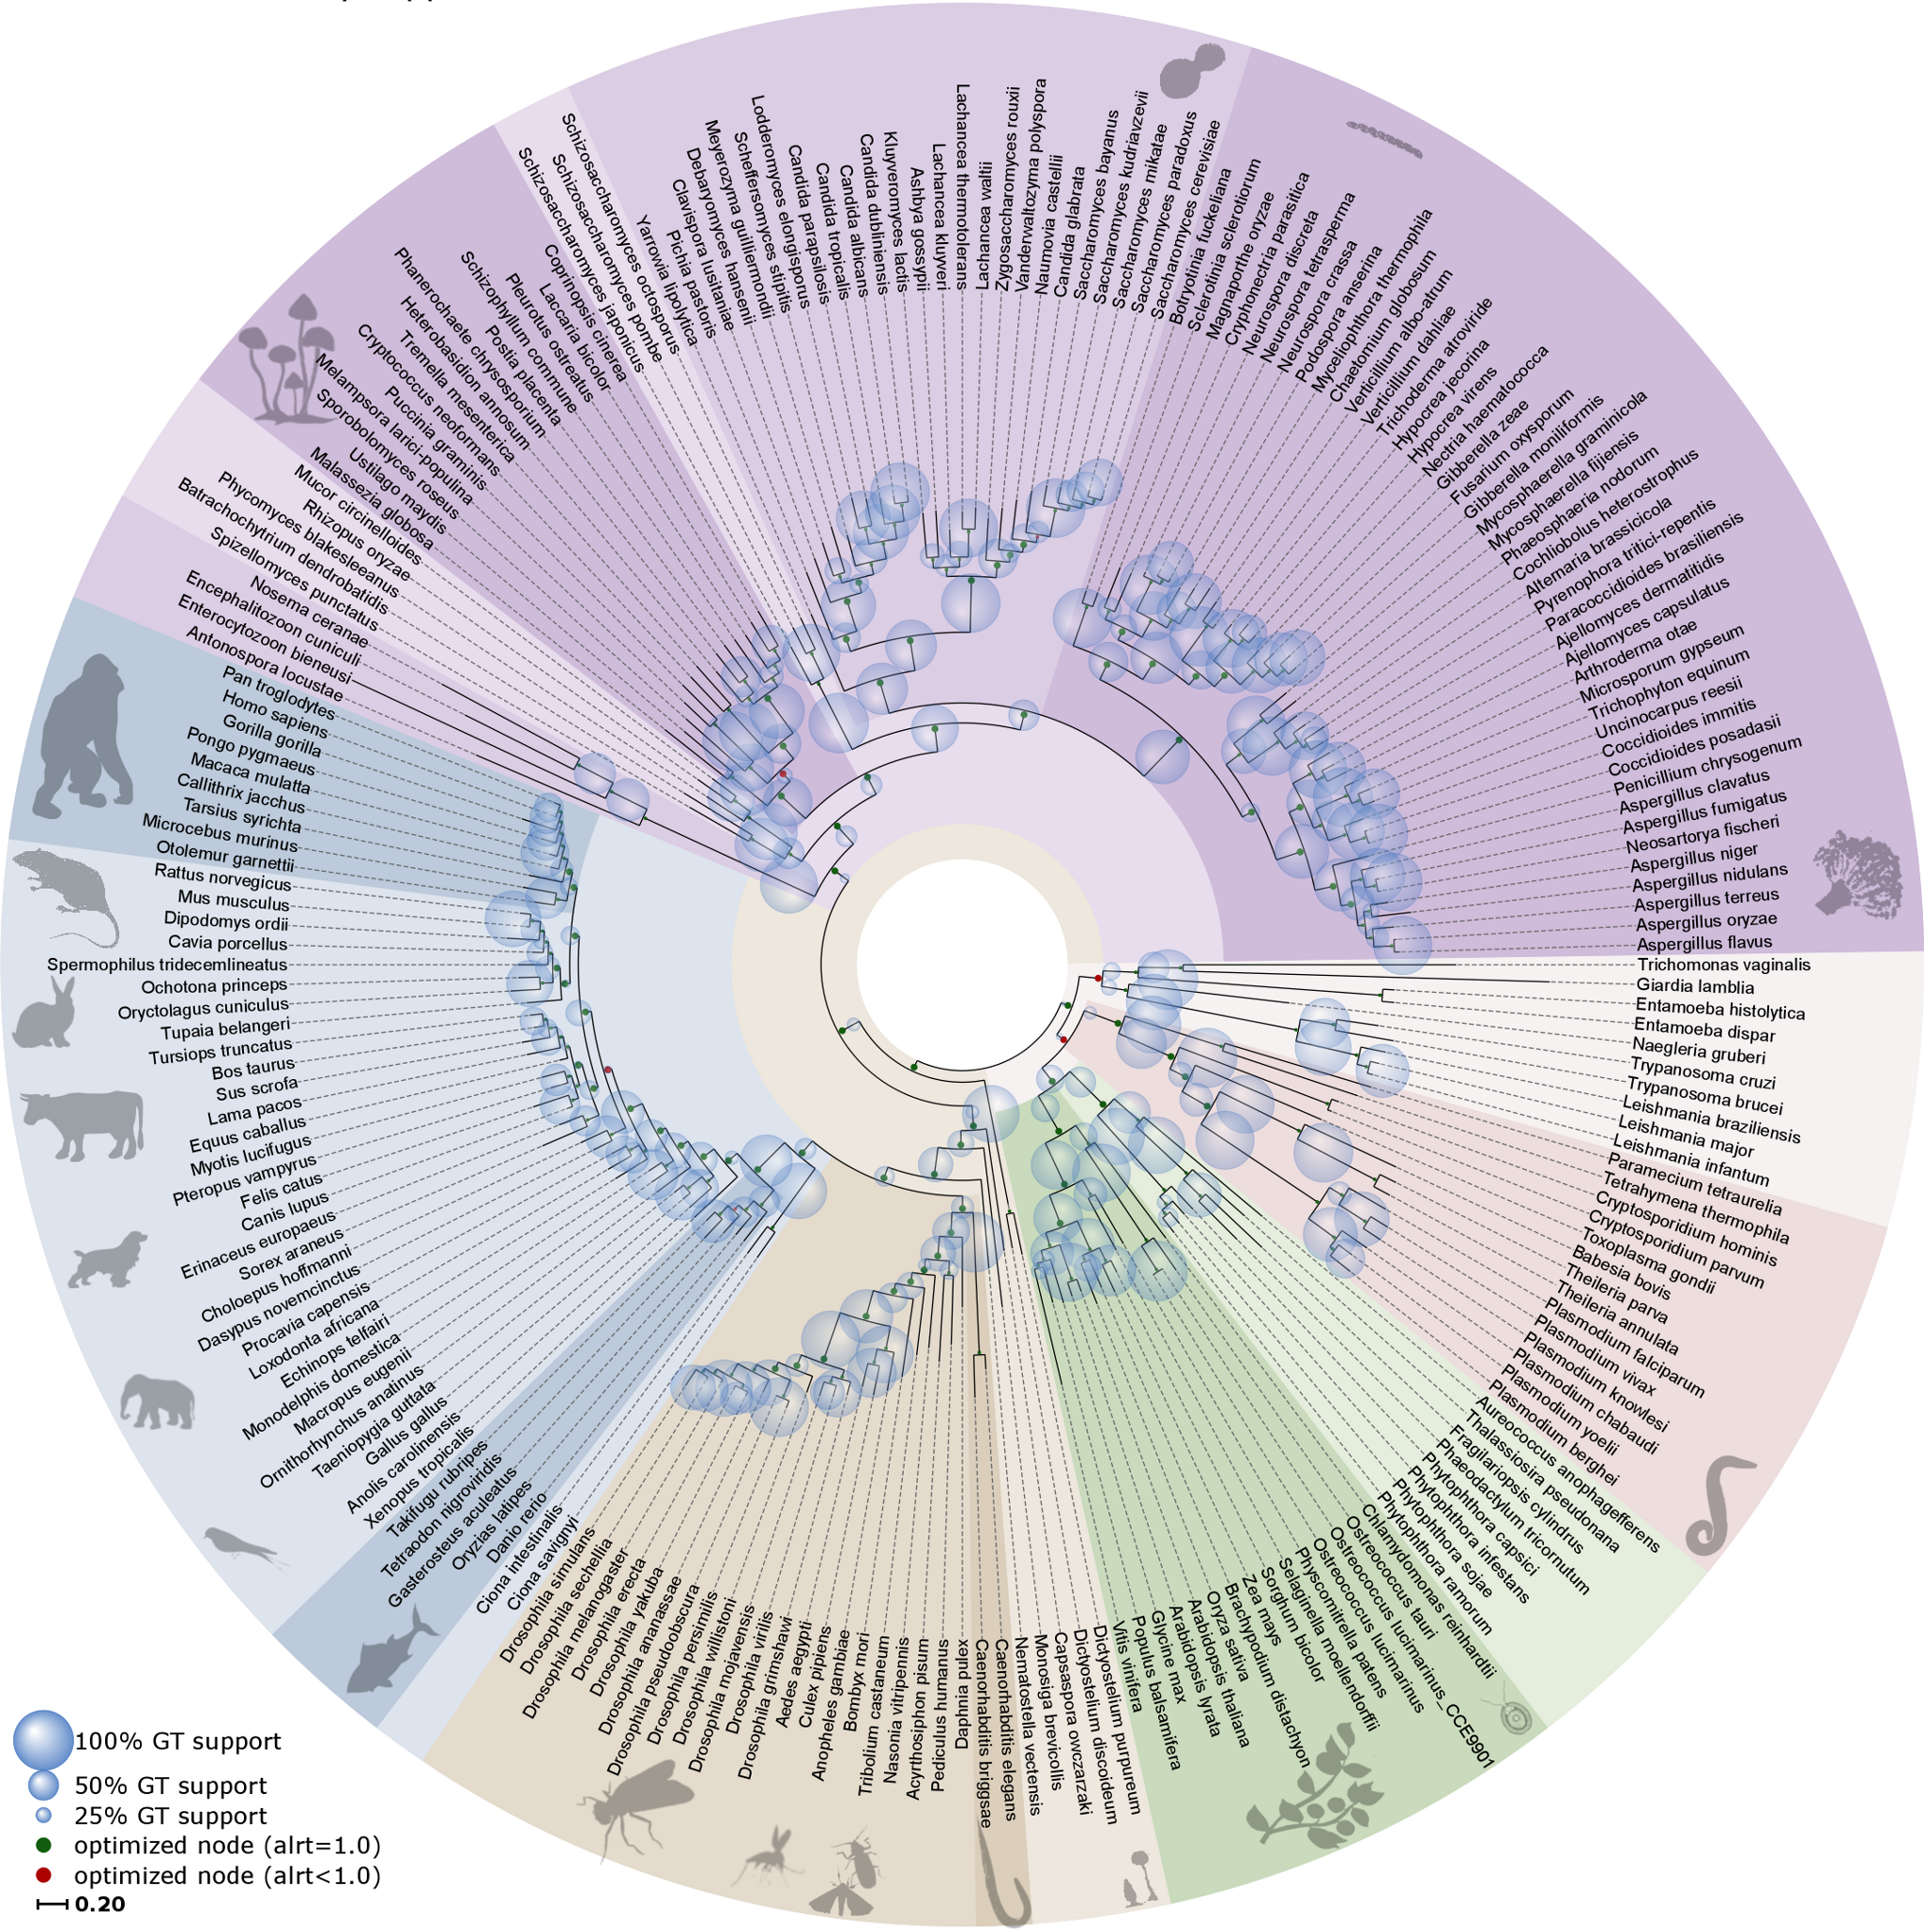 Trichomonas vaginalis
Giardia lamblia
Entamoeba histolytica
Entamoeba dispar
Naegleria gruberi
Trypanosoma cruzi
Trypanosoma brucei
Leishmania braziliensis
Leishmania major
Leishmania infantum
Paramecium tetraurelia
Tetrahymena thermophila
Cryptosporidium hominis
Cryptosporidium parvum
Toxoplasma gondii
Babesia bovis
Theileria parva
Theileria annulata
Plasmodium falciparum
Plasmodium vivax
Plasmodium knowlesi
Plasmodium chabaudi
Plasmodium yoelii
Plasmodium berghei
Aureococcus anophagefferens
Thalassiosira pseudonana
Fragilariopsis cylindrus
Phaeodactylum tricornutum
Phytophthora capsici
Phytophthora infestans
Phytophthora sojae
Phytophthora ramorum
Chlamydomonas reinhardtii
Ostreococcus tauri
Ostreococcus lucimarinus_CCE9901
Ostreococcus lucimarinus
Physcomitrella patens
Selaginella moellendorffii
Sorghum bicolor
Zea mays
Brachypodium distachyon
Oryza sativa
Arabidopsis thaliana
Arabidopsis lyrata
Glycine max
Populus balsamifera
Vitis vinifera
Dictyostelium purpureum
Dictyostelium discoideum
Capsaspora owczarzaki
Monosiga brevicollis
Nematostella vectensis
Caenorhabditis elegans
Caenorhabditis briggsae
Daphnia pulex
Pediculus humanus
Acyrthosiphon pisum
Nasonia vitripennis
Tribolium castaneum
Bombyx mori
Anopheles gambiae
Culex pipiens
Aedes aegypti
Drosophila grimshawi
Drosophila virilis
Drosophila mojavensis
Drosophila willistoni
Drosophila persimilis
Drosophila pseudoobscura
Drosophila ananassae
Drosophila yakuba
Drosophila erecta
Drosophila melanogaster
Drosophila sechellia
Drosophila simulans
Ciona savignyi
Ciona intestinalis
Danio rerio
Oryzias latipes
Gasterosteus aculeatus
Tetraodon nigroviridis
Takifugu rubripes
Xenopus tropicalis
Anolis carolinensis
Gallus gallus
Taeniopygia guttata
Ornithorhynchus anatinus
Macropus eugenii
Monodelphis domestica
Echinops telfairi
Loxodonta africana
Procavia capensis
Dasypus novemcinctus
Choloepus hoffmanni
Sorex araneus
Erinaceus europaeus
Canis lupus
Felis catus
Pteropus vampyrus
Myotis lucifugus
Equus caballus
Lama pacos
Sus scrofa
Bos taurus
Tursiops truncatus
Tupaia belangeri
Oryctolagus cuniculus
Ochotona princeps
Spermophilus tridecemlineatus
Cavia porcellus
Dipodomys ordii
Mus musculus
Rattus norvegicus
Otolemur garnettii
Microcebus murinus
Tarsius syrichta
Callithrix jacchus
Macaca mulatta
Pongo pygmaeus
Gorilla gorilla
Homo sapiens
Pan troglodytes
Antonospora locustae
Enterocytozoon bieneusi
Encephalitozoon cuniculi
Nosema ceranae
Spizellomyces punctatus
Batrachochytrium dendrobatidis
Phycomyces blakesleeanus
Rhizopus oryzae
Mucor circinelloides
Malassezia globosa
Ustilago maydis
Sporobolomyces roseus
Melampsora larici-populina
Puccinia graminis
Cryptococcus neoformans
Tremella mesenterica
Heterobasidion annosum
Phanerochaete chrysosporium
Postia placenta
Schizophyllum commune
Pleurotus ostreatus
Laccaria bicolor
Coprinopsis cinerea
Schizosaccharomyces japonicus
Schizosaccharomyces pombe
Schizosaccharomyces octosporus
Yarrowia lipolytica
Pichia pastoris
Clavispora lusitaniae
Debaryomyces hansenii
Meyerozyma guilliermondii
Scheffersomyces stipitis
Lodderomyces elongisporus
Candida parapsilosis
Candida tropicalis
Candida albicans
Candida dubliniensis
Kluyveromyces lactis
Ashbya gossypii
Lachancea kluyveri
Lachancea thermotolerans
Lachancea waltii
Zygosaccharomyces rouxii
Vanderwaltozyma polyspora
Naumovia castellii
Candida glabrata
Saccharomyces bayanus
Saccharomyces kudriavzevii
Saccharomyces mikatae
Saccharomyces paradoxus
Saccharomyces cerevisiae
Botryotinia fuckeliana
Sclerotinia sclerotiorum
Magnaporthe oryzae
Cryphonectria parasitica
Neurospora discreta
Neurospora tetrasperma
Neurospora crassa
Podospora anserina
Myceliophthora thermophila
Chaetomium globosum
Verticillium albo-atrum
Verticillium dahliae
Trichoderma atroviride
Hypocrea jecorina
Hypocrea virens
Nectria haematococca
Gibberella zeae
Fusarium oxysporum
Gibberella moniliformis
Mycosphaerella graminicola
Mycosphaerella fijiensis
Phaeosphaeria nodorum
Cochliobolus heterostrophus
Alternaria brassicicola
Pyrenophora tritici-repentis
Paracoccidioides brasiliensis
Ajellomyces dermatitidis
Ajellomyces capsulatus
Arthroderma otae
Microsporum gypseum
Trichophyton equinum
Uncinocarpus reesii
Coccidioides immitis
Coccidioides posadasii
Penicillium chrysogenum
Aspergillus clavatus
Aspergillus fumigatus
Neosartorya fischeri
Aspergillus niger
Aspergillus nidulans
Aspergillus terreus
Aspergillus oryzae
Aspergillus flavus
100% GT support
50% GT support
25% GT support
optimized node (alrt=1.0)
optimized node (alrt<1.0)
0.20